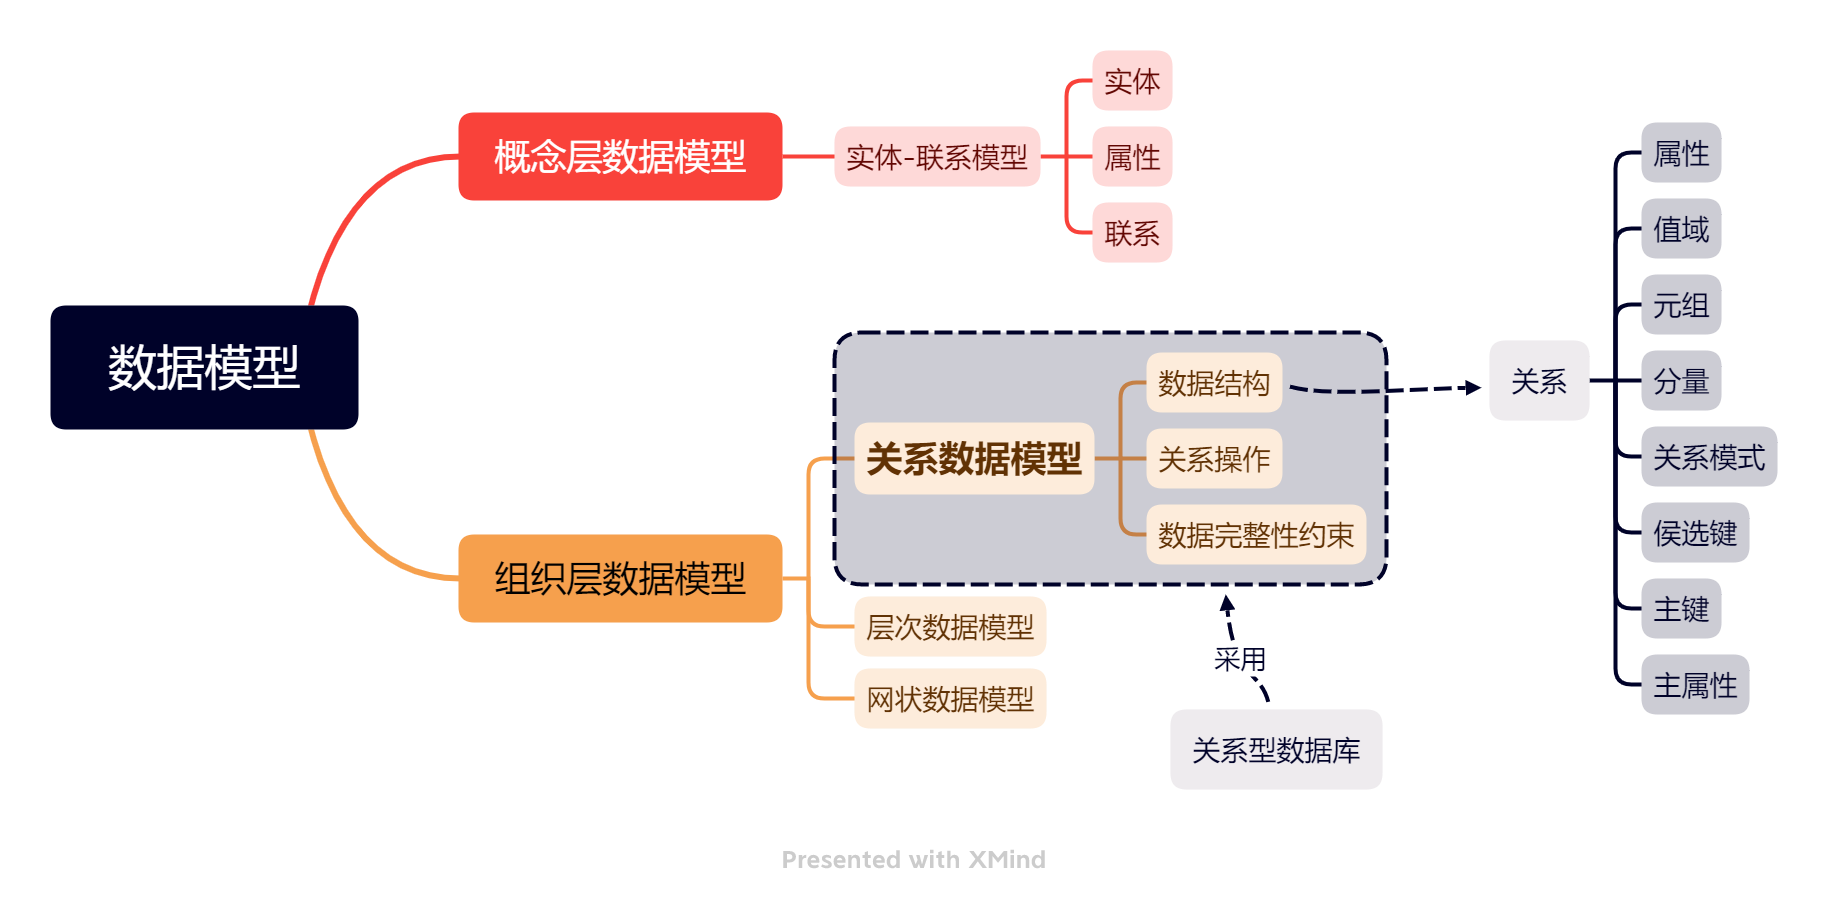 数据模型
概念层数据模型
实体-联系模型
实体
属性
联系
组织层数据模型
关系数据模型
数据结构
关系操作
数据完整性约束
层次数据模型
网状数据模型
采用
关系型数据库
关系
属性
值域
元组
分量
关系模式
侯选键
主键
主属性
Presented with XMind